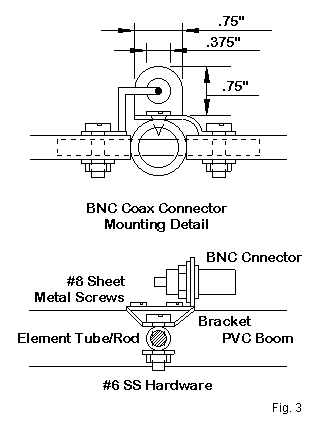 .75"
.375"
.75"
BNC Coax Connector
Mounting Detail
BNC Cnnector
#8 Sheet
Metal Screws
Bracket
Element Tube/Rod
PVC Boom
#6 SS Hardware
Fig. 3